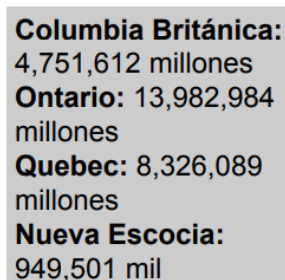 Columbia Británica:
4,751,612 millones
Ontario: 13,982,984
millones
Quebec: 8,326,089
millones
Nueva Escocia:
949,501 mil